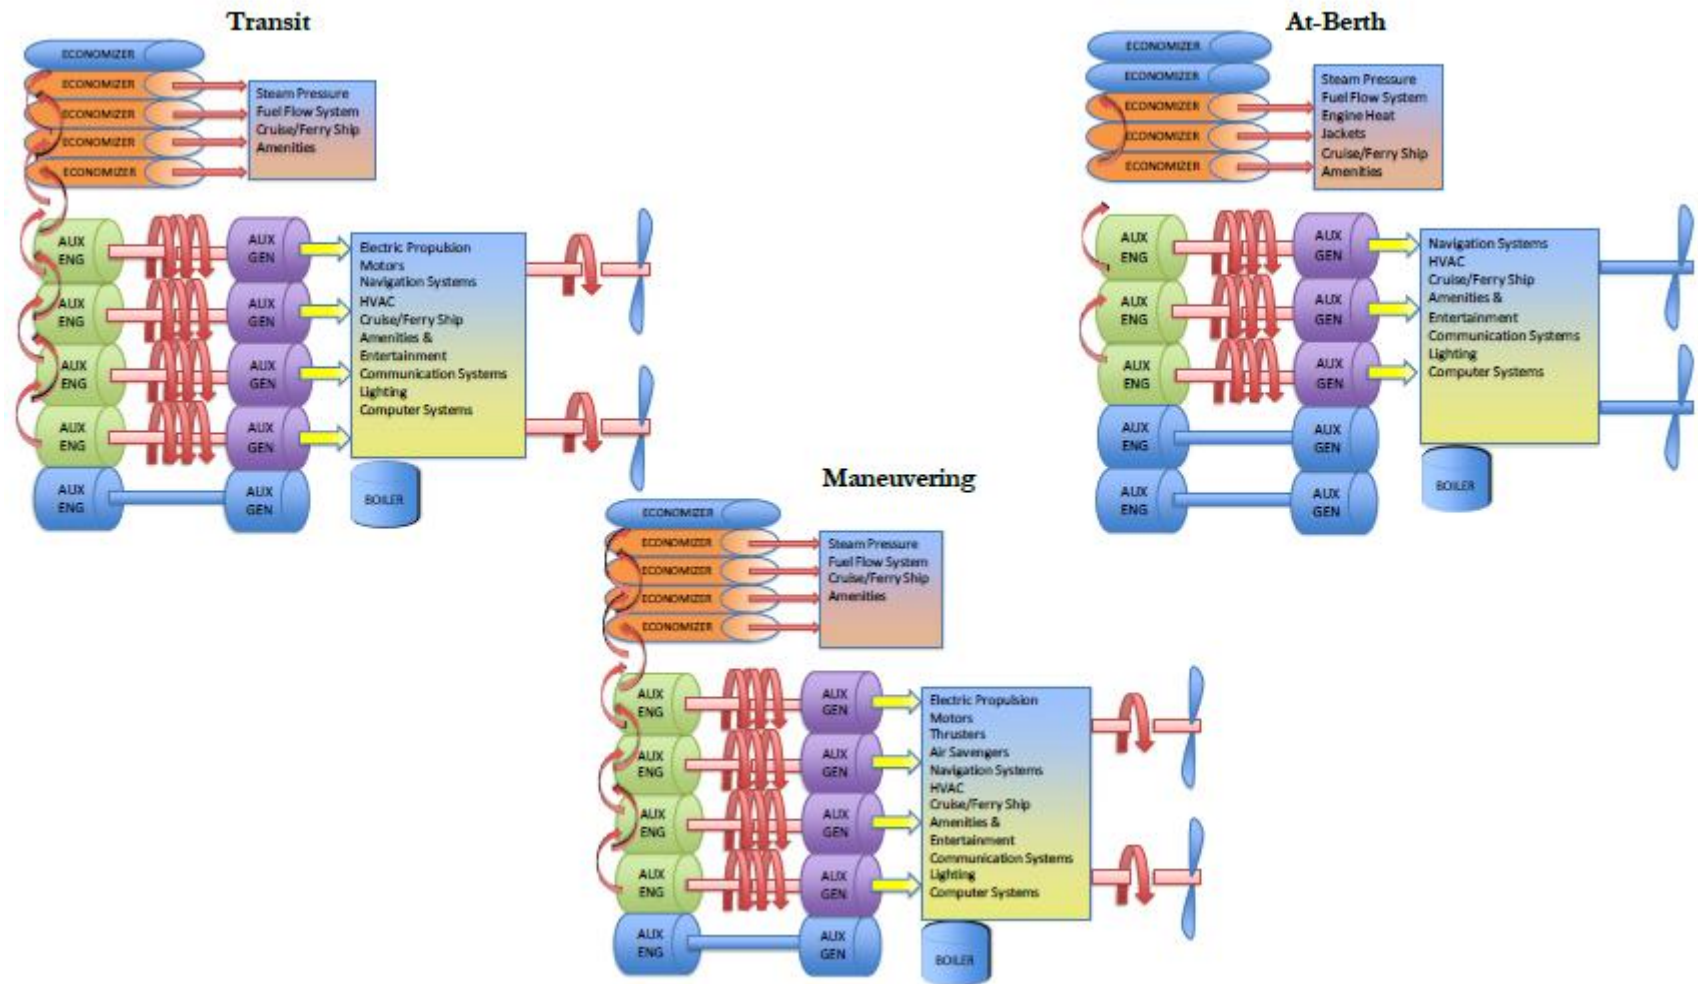 Transit
ECONOMIZER
ECONOMIZER
ECONOMIZER
ECONOMIZER
ECONOMIZER
Steam Pressure
Fuel Flow System
Cruise/Ferry Ship
Amenities
AUX
ENG
AUX
GEN
AUX
ENG
AUX
GEN
AUX
ENG
AUX
GEN
AUX
ENG
AUX
GEN
AUX
ENG
AUX
GEN
Electric Propulsion
Motors
Navigation Systems
HVAC
Cruise/Ferry Ship
Amenities &
Entertainment
Communication Systems
Lighting
Computer Systems
BOILER
At-Berth
ECONOMIZER
ECONOMIZER
ECONOMIZER
ECONOMIZER
ECONOMIZER
Steam Pressure
Fuel Flow System
Engine Heat
Jackets
Cruise/Ferry Ship
Amenities
AUX
ENG
AUX
GEN
AUX
ENG
AUX
GEN
AUX
ENG
AUX
GEN
AUX
ENG
AUX
GEN
AUX
ENG
AUX
GEN
Navigation Systems
HVAC
Cruise/Ferry Ship
Amenities &
Entertainment
Communication Systems
Lighting
Computer Systems
BOILER
Maneuvering
ECONOMIZER
ECONOMIZER
ECONOMIZER
ECONOMIZER
ECONOMIZER
Steam Pressure
Fuel Flow System
Cruise/Ferry Ship
Amenities
AUX
ENG
AUX
GEN
AUX
ENG
AUX
GEN
AUX
ENG
AUX
GEN
AUX
ENG
AUX
GEN
AUX
ENG
AUX
GEN
Electric Propulsion
Motors
Thrusters
Air Savengers
Navigation Systems
HVAC
Cruise/Ferry Ship
Amenities &
Entertainment
Communication Systems
Lighting
Computer Systems
BOILER